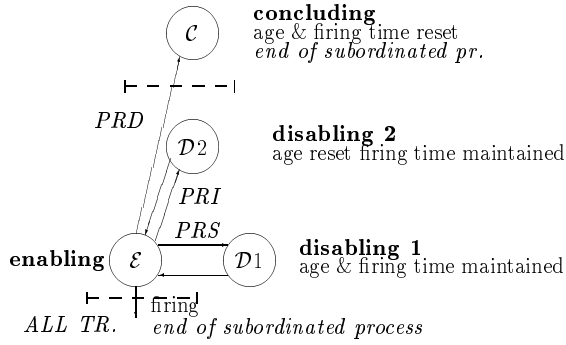 concluding
C
age & firing time reset
end of subordinated pr.
PRD
disabling 2
D2
age reset firing time maintained
PRI
PRS
disabling 1
enabling
E
D1
age & firing time maintained
firing
ALL TR.
end of subordinated process